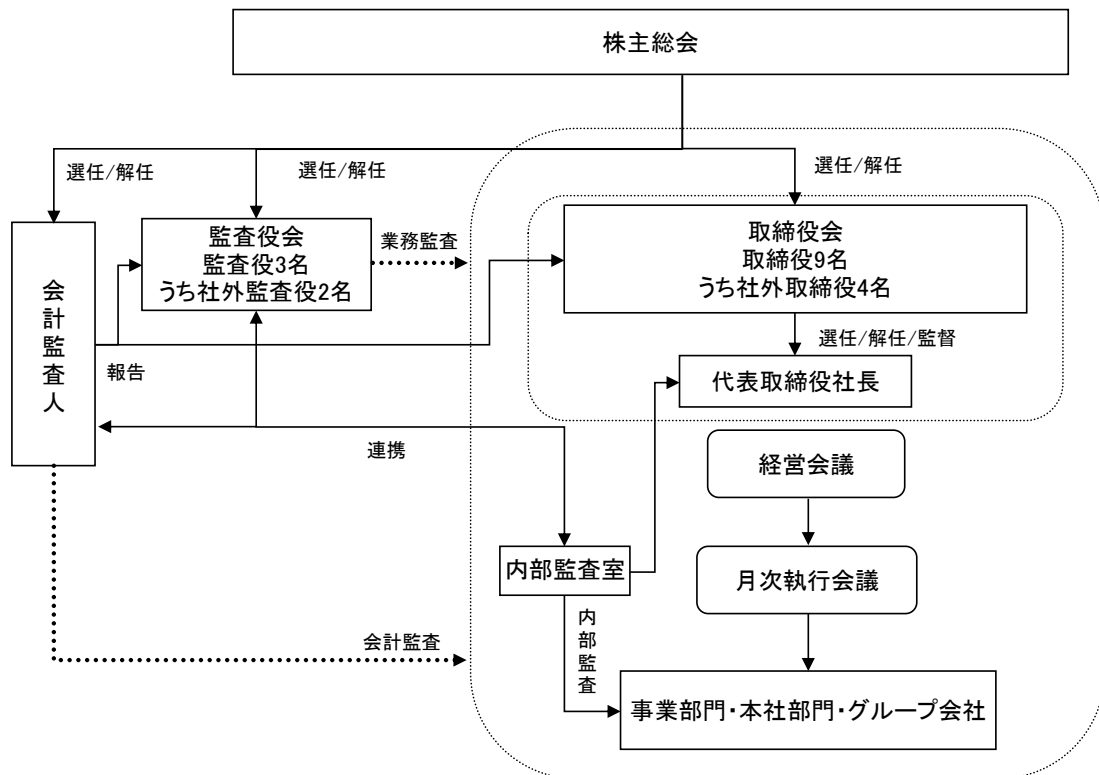 株主総会
選任/解任
選任/解任
選任/解任
監査役会
監査役3名
うち社外監査役2名
業務監査
取締役会
取締役9名
うち社外取締役4名
会計監査人
報告
選任/解任/監督
代表取締役社長
連携
経営会議
内部監査室
月次執行会議
内部監査
会計監査
事業部門・本社部門・グループ会社